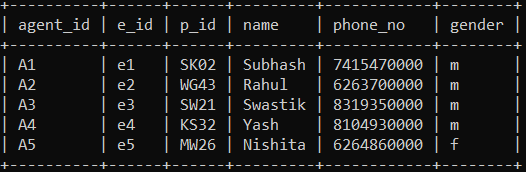 +----------+------+------+---------+------------+--------+
| agent_id | e_id | p_id | name    | phone_no   | gender |
+----------+------+------+---------+------------+--------+
| A1       | e1   | SK02 | Subhash | 7415470000 | m      |
| A2       | e2   | WG43 | Rahul   | 6263700000 | m      |
| A3       | e3   | SW21 | Swastik | 8319350000 | m      |
| A4       | e4   | KS32 | Yash    | 8104930000 | m      |
| A5       | e5   | MW26 | Nishita | 6264860000 | f      |
+----------+------+------+---------+------------+--------+